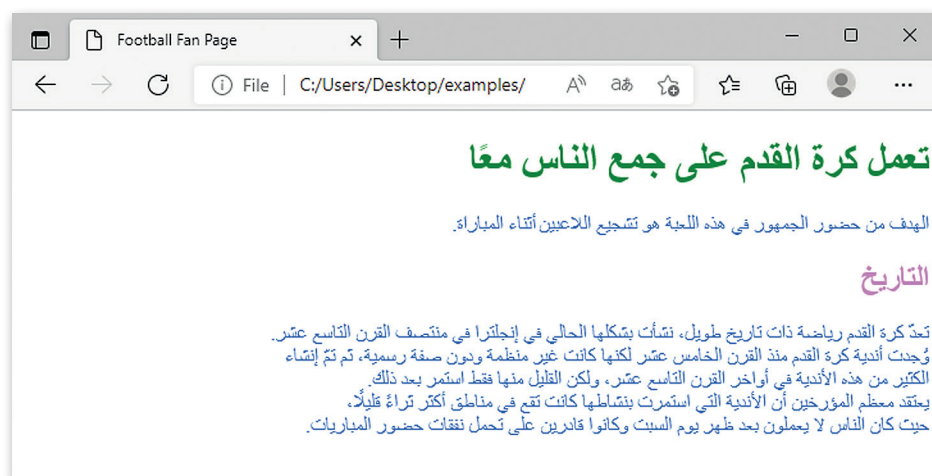 Football Fan Page
File | C:/Users/Desktop/examples/
تعمل كرة القدم على جمع الناس معًا
الهدف من حضور الجمهور في هذه اللعبة هو تشجيع اللاعبين أثناء المباراة.
التاريخ
تعدّ كرة القدم رياضة ذات تاريخ طويل، نشأت بشكلها الحالي في إنجلترا في منتصف القرن التاسع عشر.
وُجدت أندية كرة القدم منذ القرن الخامس عشر لكنها كانت غير منظمة ودون صفة رسمية، ثم تمّ إنشاء
الكثير من هذه الأندية في أواخر القرن التاسع عشر، ولكن القليل منها فقط استمر بعد ذلك.
يعتقد معظم المؤرخين أن الأندية التي استمرت بنشاطها كانت تقع في مناطق أكثر ثراءً قليلًا،
حيث كان الناس لا يعملون بعد ظهر يوم السبت وكانوا قادرين على تحمل نفقات حضور المباريات.